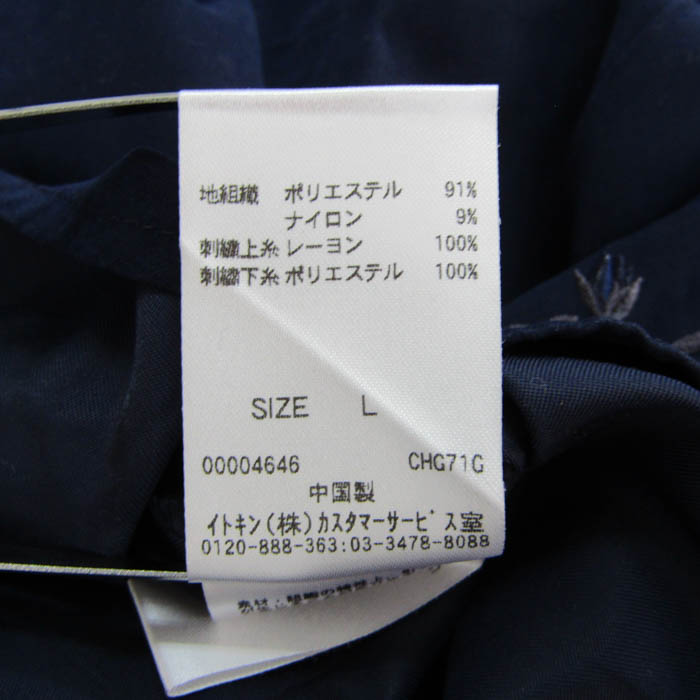 地組織 ポリエステル 91%
ナイロン 9%
刺繍上糸 レーヨン 100%
刺繍下糸 ポリエステル 100%
SIZE L
00004646 CHG71G
中国製
イトキン(株)カスタマーサービス室
0120-888-363:03-3478-8088